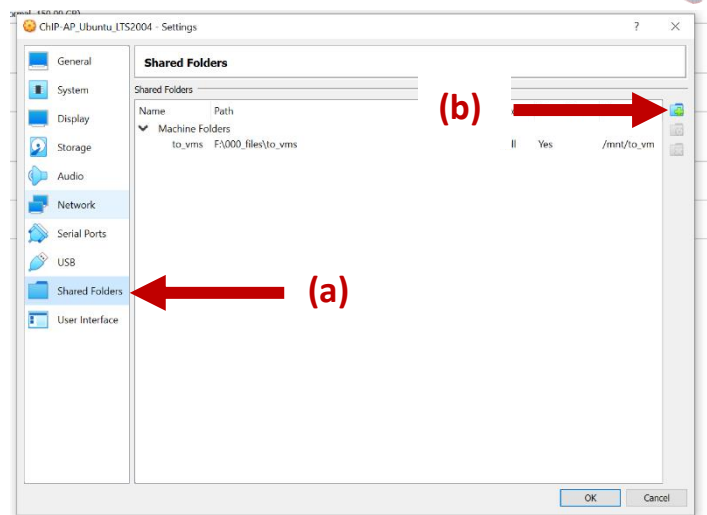 ChIP-AP_Ubuntu_LTS2004 - Settings ? ×
General
System
Display
Storage
Audio
Network
Serial Ports
USB
Shared Folders
User Interface
Shared Folders
Shared Folders
(b)
Name Path
Machine Folders
to_vms F:\000_files\to_vms ll Yes /mnt/to_vm
(a)
OK Cancel